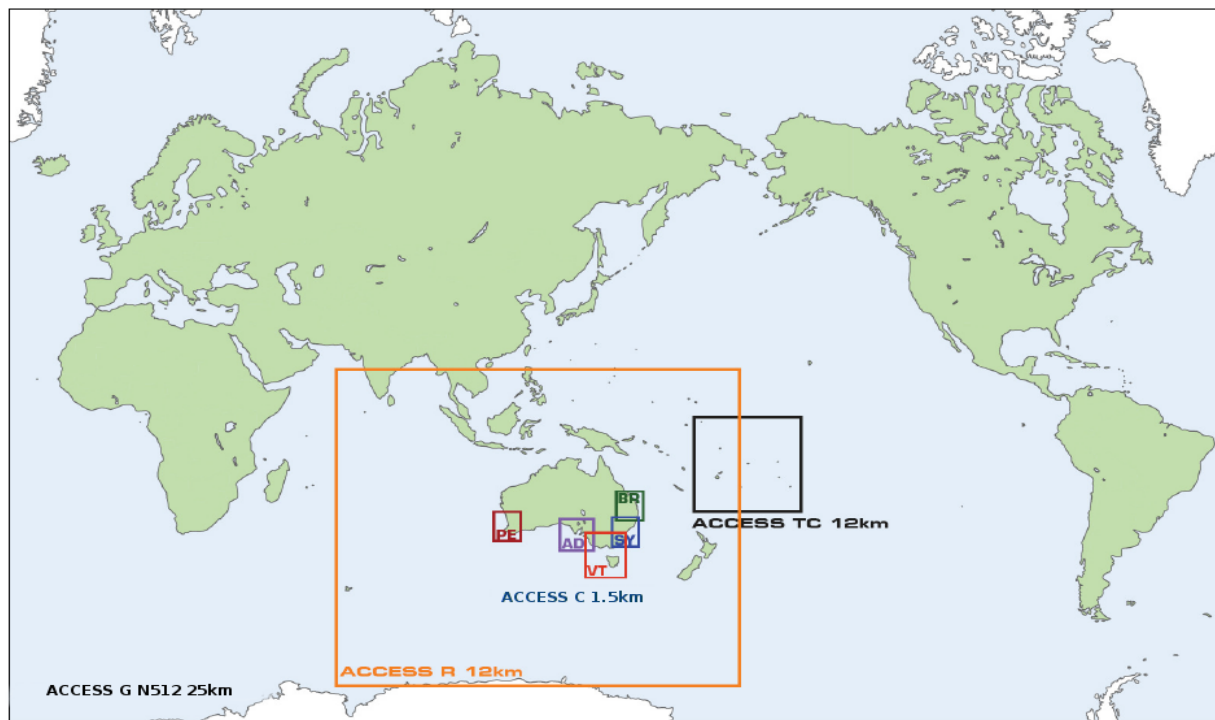 BR
ACCESS TC 12km
PE
AD
SY
VT
ACCESS C 1.5km
ACCESS R 12km
ACCESS G N512 25km